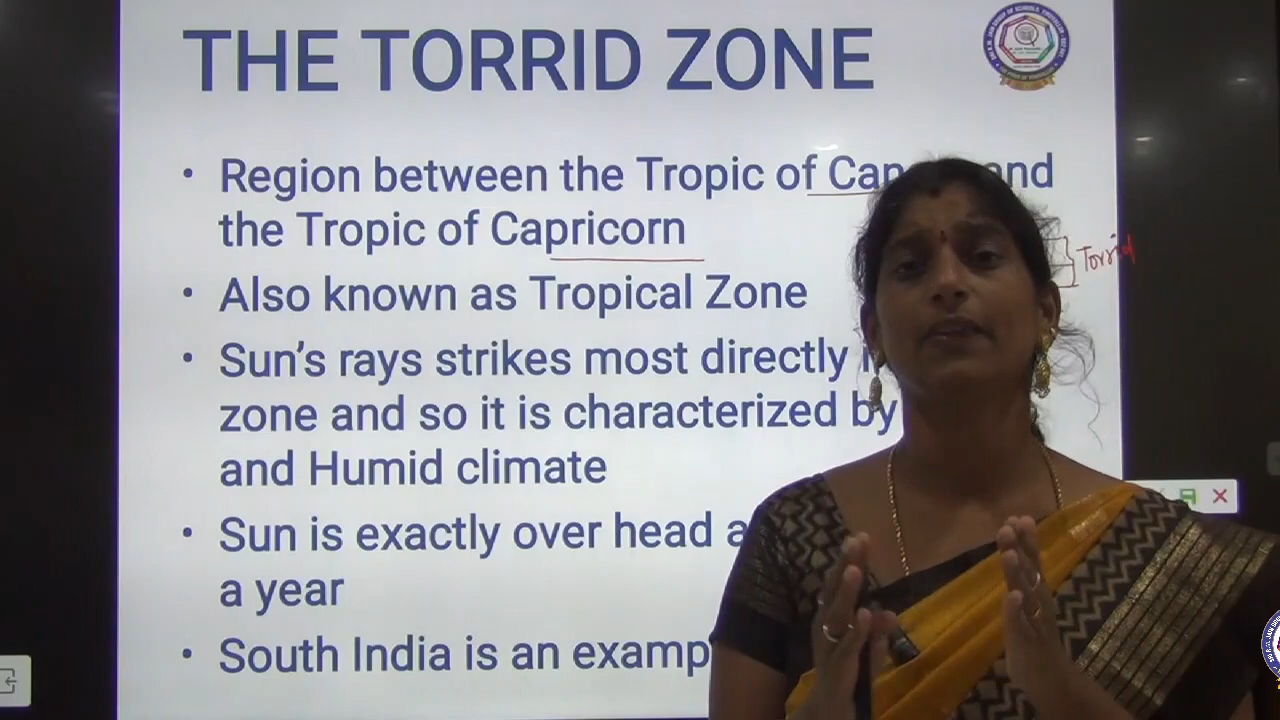 THE TORRID ZONE
• Region between the Tropic of Can and
the Tropic of Capricorn
Torrid
• Also known as Tropical Zone
• Sun's rays strikes most directly
zone and so it is characterized by
and Humid climate
• Sun is exactly over head a
a year
• South India is an examp